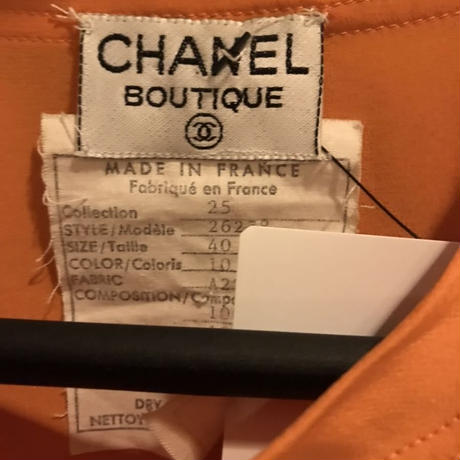 CHANEL
BOUTIQUE
MADE IN FRANCE
Fabriqué en France
Collection 25
STYLE/Modèle
SIZE/Taille 40
COLOR/Coloris 10
FABRIC
COMPOSITION/
10
DRY